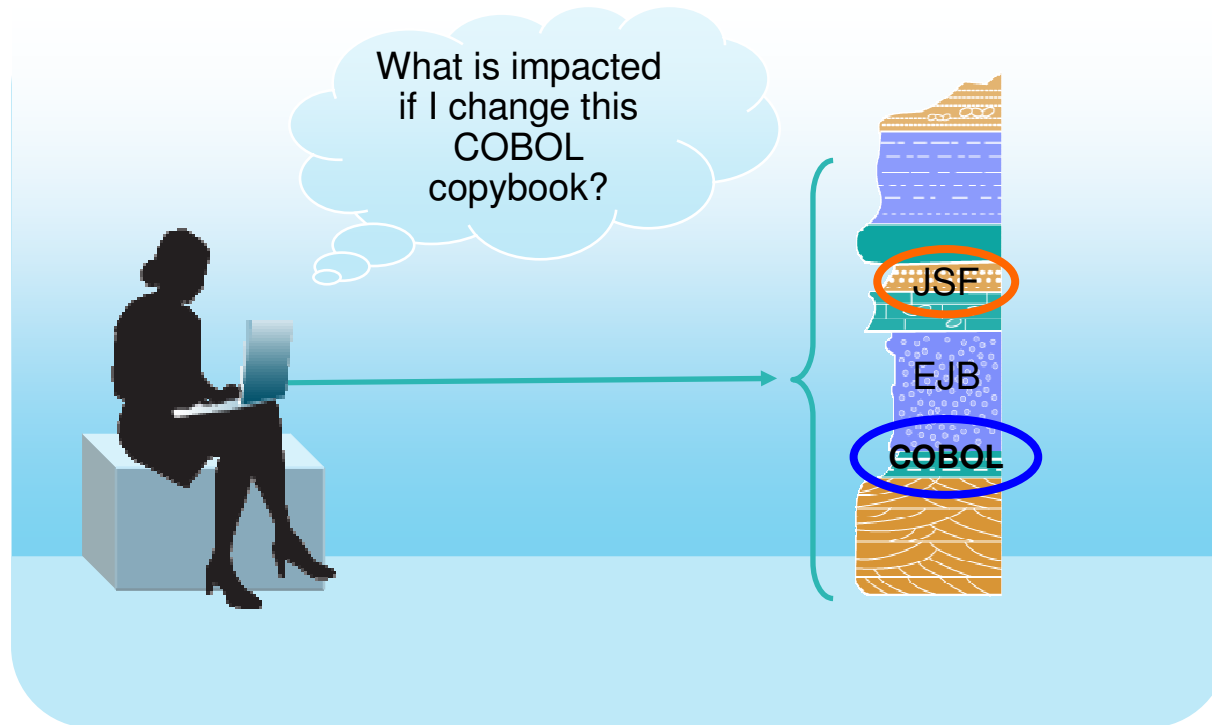 What is impacted
if I change this
COBOL
copybook?
JSF
EJB
COBOL